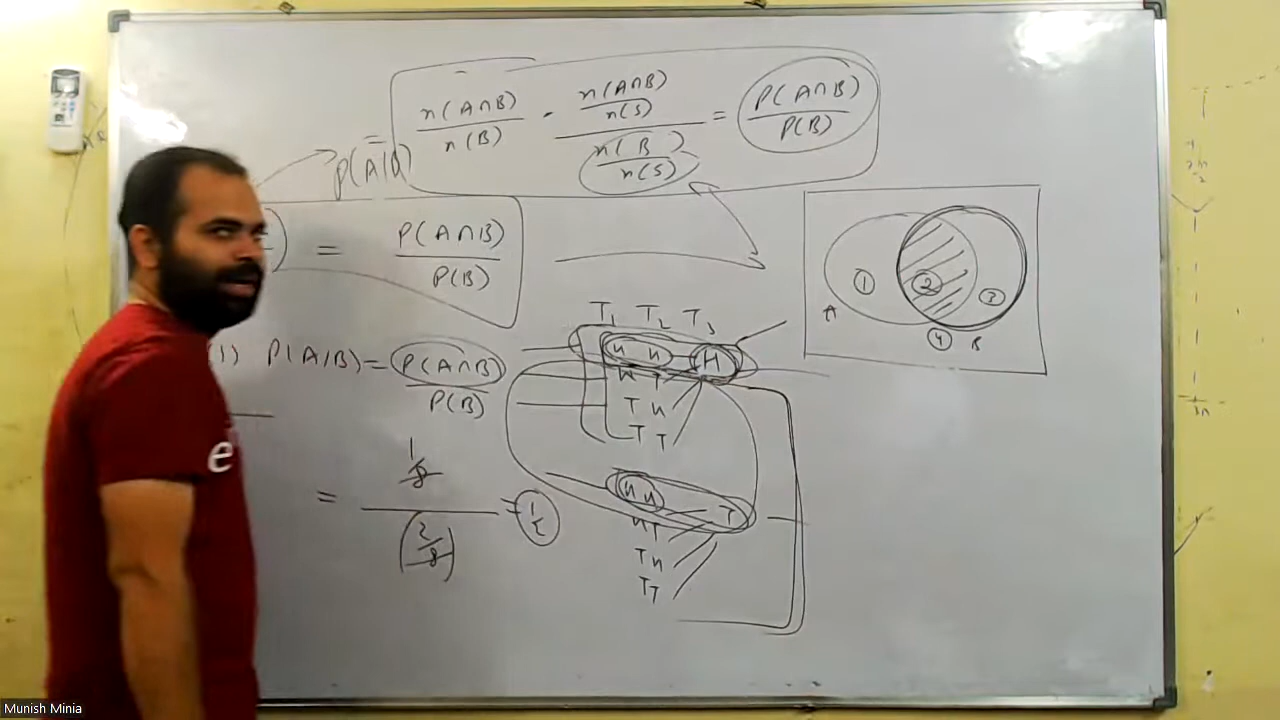 P(A|B) = n(A∩B)/n(B) - (n(A∩B)/n(S))/(n(B)/n(S)) = P(A∩B)/P(B)
) = P(A∩B)/P(B)
① ② ③ ④
A B
T₁ T₂ T₃
H H H
H T
T H
T T
1) P(A/B) = P(A∩B)/P(B)
= (1/8)/(2/8) = 1/2
H H T
H T
T H
T T
e
Munish Minia